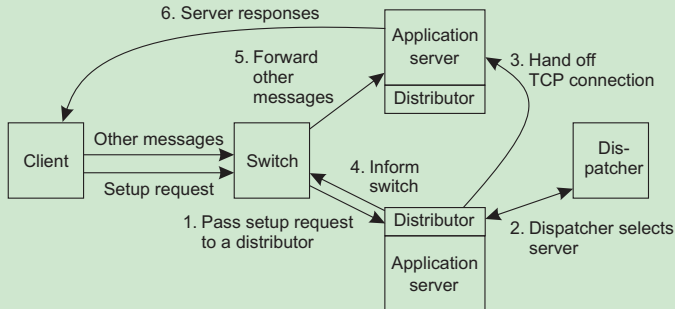 6. Server responses
Application
server
Distributor
5. Forward
other
messages
3. Hand off
TCP connection
Client
Other messages
Setup request
Switch
4. Inform
switch
Dis-
patcher
1. Pass setup request
to a distributor
Distributor
Application
server
2. Dispatcher selects
server